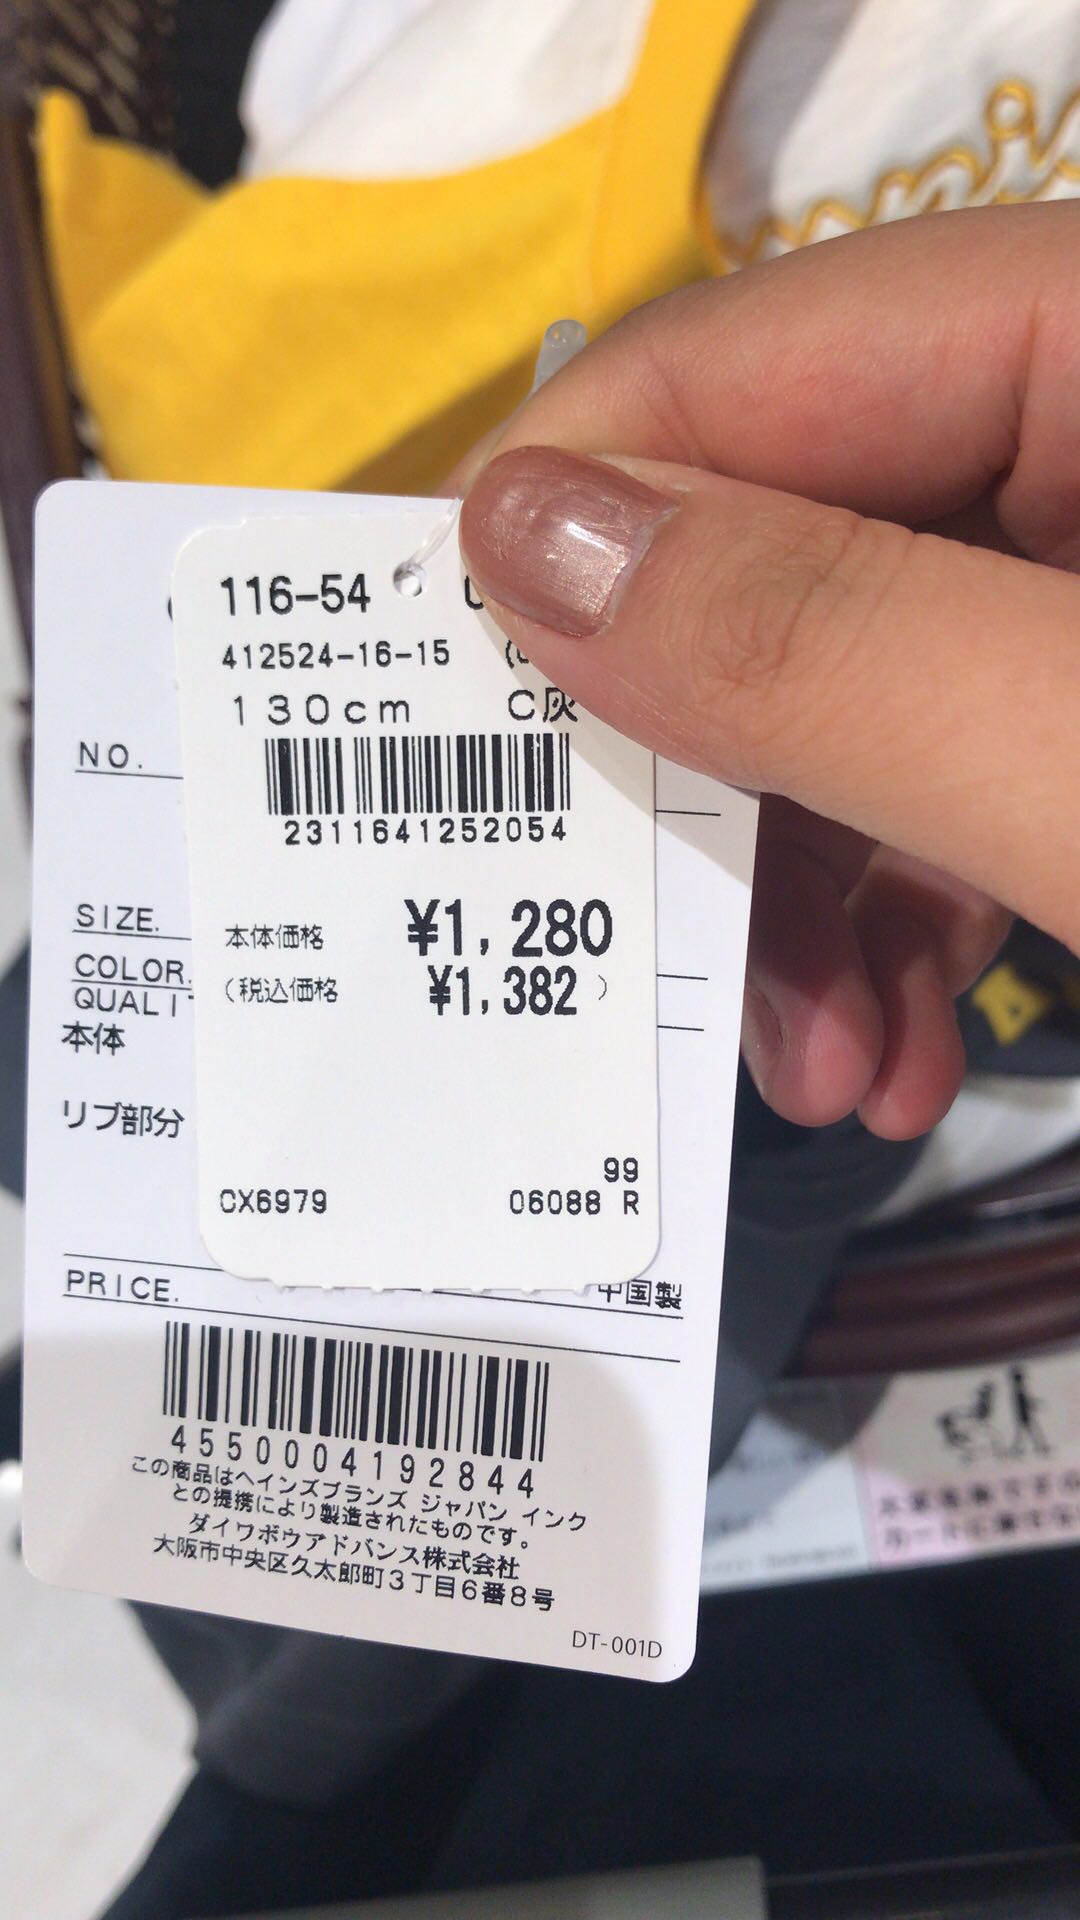 116-54
412524-16-15
130cm C灰
2311641252054
本体価格 ¥1,280
(税込価格 ¥1,382)
99
CX6979 06088 R
NO.
SIZE.
COLOR.
QUALI
本体
リブ部分
中国製
PRICE.
4550004192844
この商品はヘインズブランズ ジャパン インク
との提携により製造されたものです。
ダイワボウアドバンス株式会社
大阪市中央区久太郎町3丁目6番8号
DT-001D